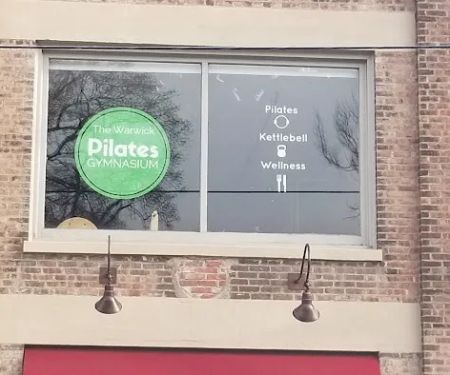 The Warwick
Pilates
GYMNASIUM
Pilates
Kettlebell
Wellness